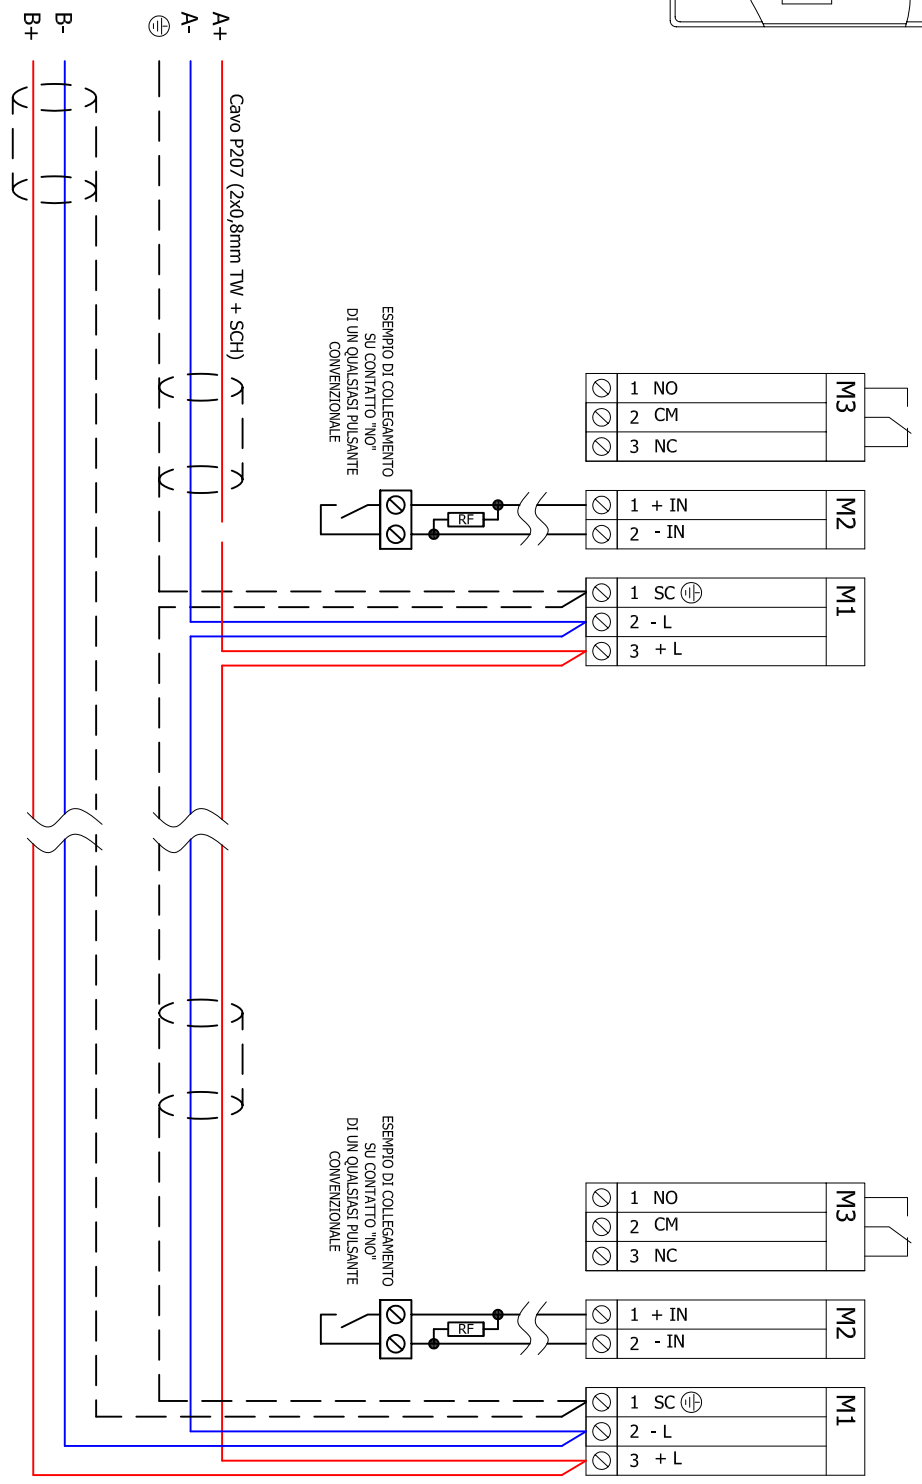 B+
B-
A-
A+
Cavo P207 (2x0,8mm TW + SCH)
ESEMPIO DI COLLEGAMENTO
SU CONTATTO "NO"
DI UN QUALSIASI PULSANTE
CONVENZIONALE
M3
1 NO
2 CM
3 NC
M2
1 + IN
2 - IN
RF
M1
1 SC
2 - L
3 + L
ESEMPIO DI COLLEGAMENTO
SU CONTATTO "NO"
DI UN QUALSIASI PULSANTE
CONVENZIONALE
M3
1 NO
2 CM
3 NC
M2
1 + IN
2 - IN
RF
M1
1 SC
2 - L
3 + L